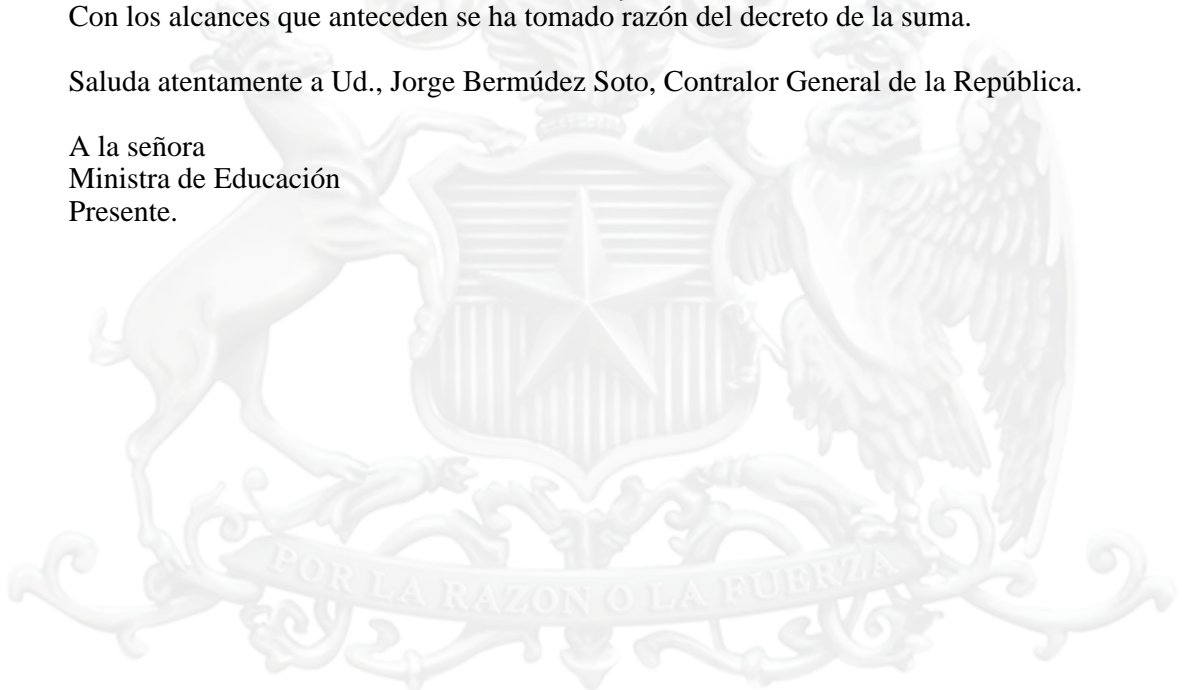 Con los alcances que anteceden se ha tomado razón del decreto de la suma.
Saluda atentamente a Ud., Jorge Bermúdez Soto, Contralor General de la República.
A la señora
Ministra de Educación
Presente.
POR LA RAZON O LA FUERZA